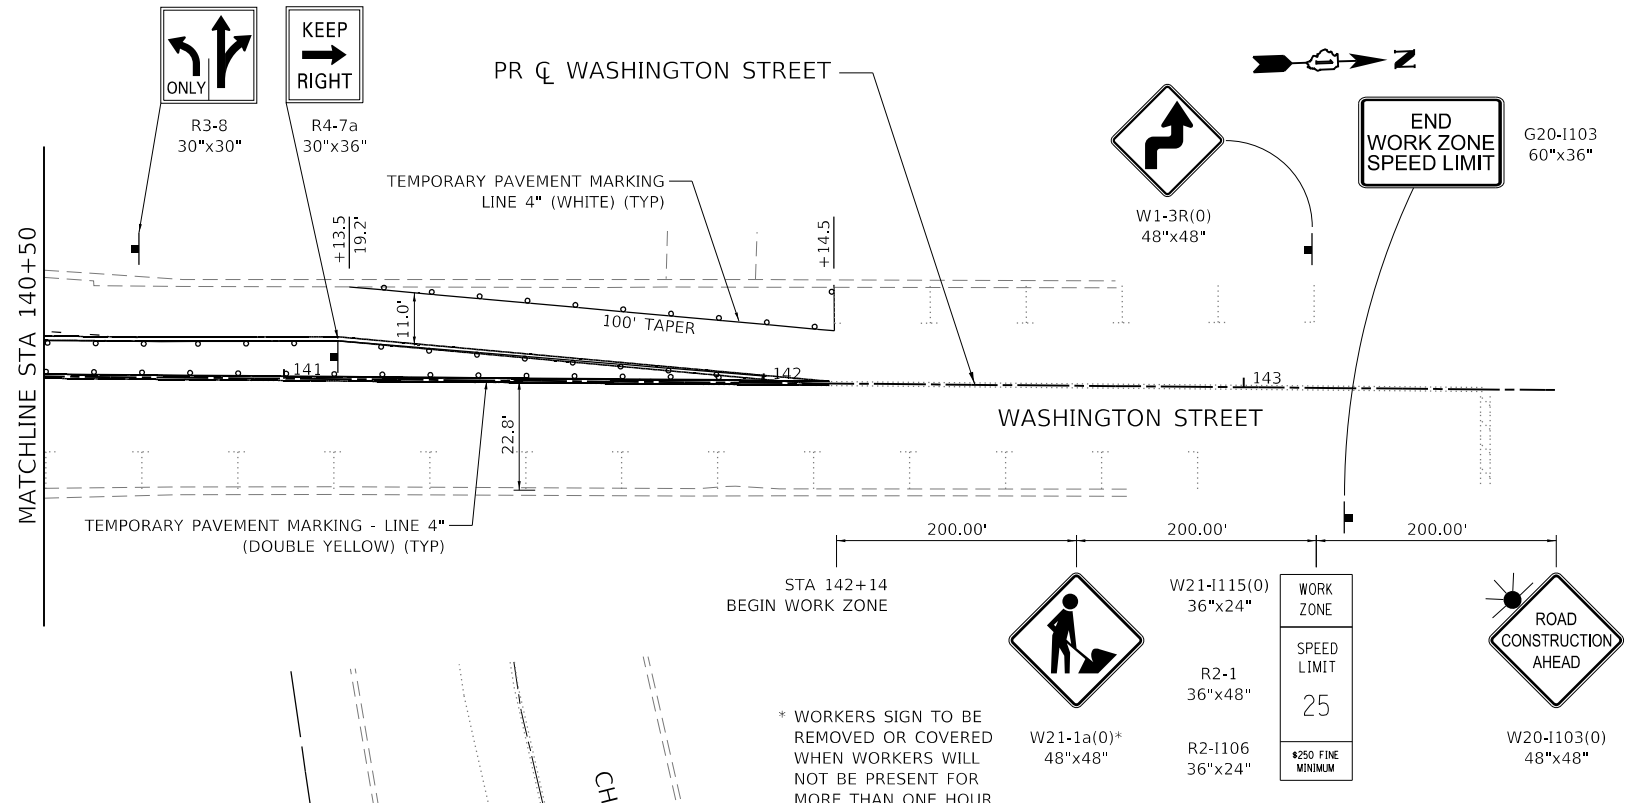 ONLY
KEEP
RIGHT
R3-8
30"x30"
R4-7a
30"x36"
PR ℄ WASHINGTON STREET
N
END
WORK ZONE
SPEED LIMIT
G20-I103
60"x36"
W1-3R(0)
48"x48"
TEMPORARY PAVEMENT MARKING
LINE 4" (WHITE) (TYP)
+13.5
19.2'
+14.5
MATCHLINE STA 140+50
11.0'
100' TAPER
141
142
143
WASHINGTON STREET
22.8'
TEMPORARY PAVEMENT MARKING - LINE 4"
(DOUBLE YELLOW) (TYP)
200.00'
200.00'
200.00'
STA 142+14
BEGIN WORK ZONE
W21-I115(0)
36"x24"
WORK
ZONE
SPEED
LIMIT
25
R2-1
36"x48"
R2-I106
36"x24"
$250 FINE
MINIMUM
ROAD
CONSTRUCTION
AHEAD
W21-1a(0)*
48"x48"
W20-I103(0)
48"x48"
* WORKERS SIGN TO BE
REMOVED OR COVERED
WHEN WORKERS WILL
NOT BE PRESENT FOR
MORE THAN ONE HOUR
CH